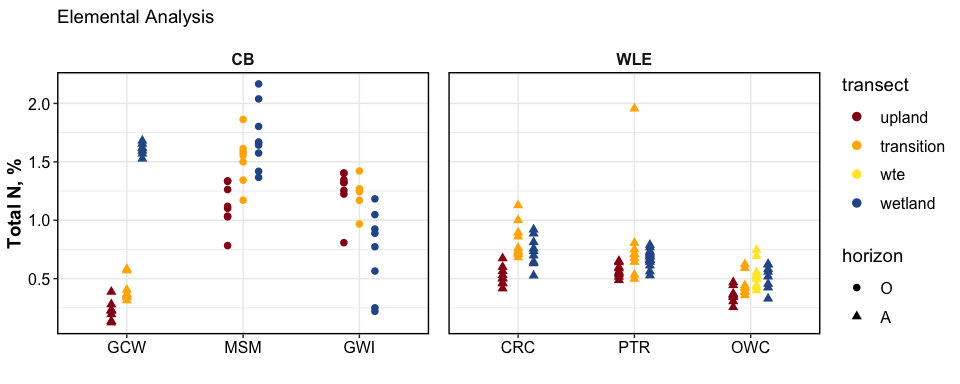 Elemental Analysis
CB
WLE
Total N, %
2.0
1.5
1.0
0.5
GCW
MSM
GWI
CRC
PTR
OWC
transect
upland
transition
wte
wetland
horizon
O
A